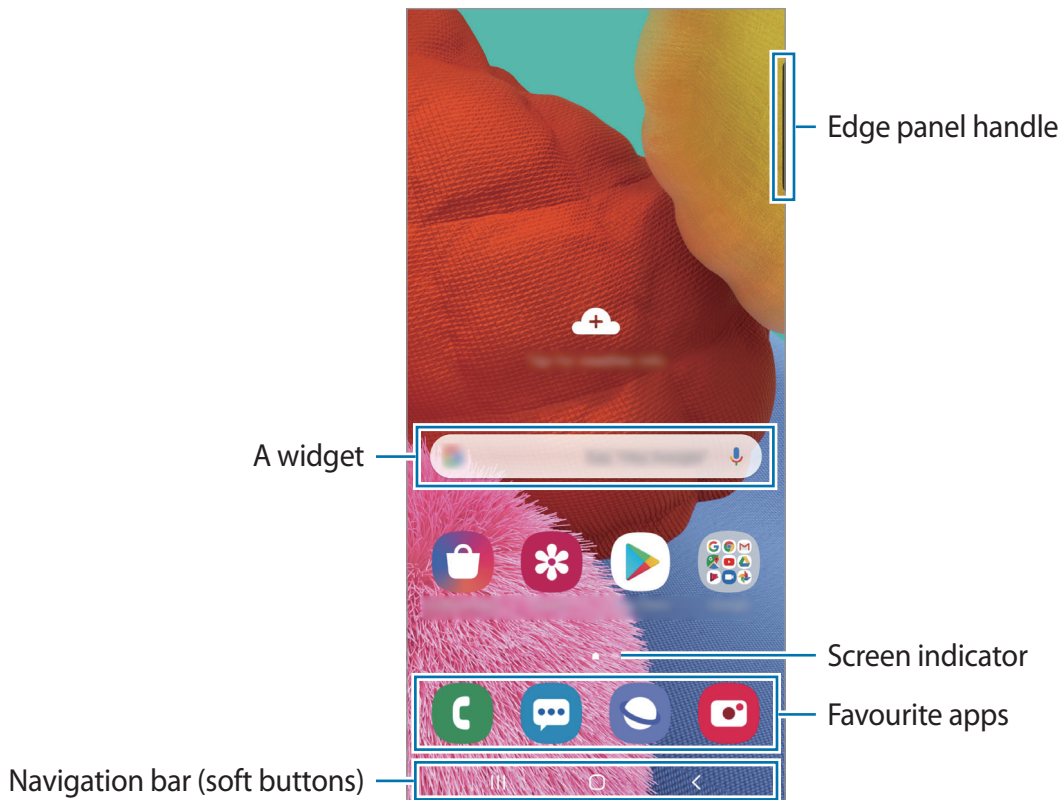 Edge panel handle
A widget
Screen indicator
Favourite apps
Navigation bar (soft buttons)